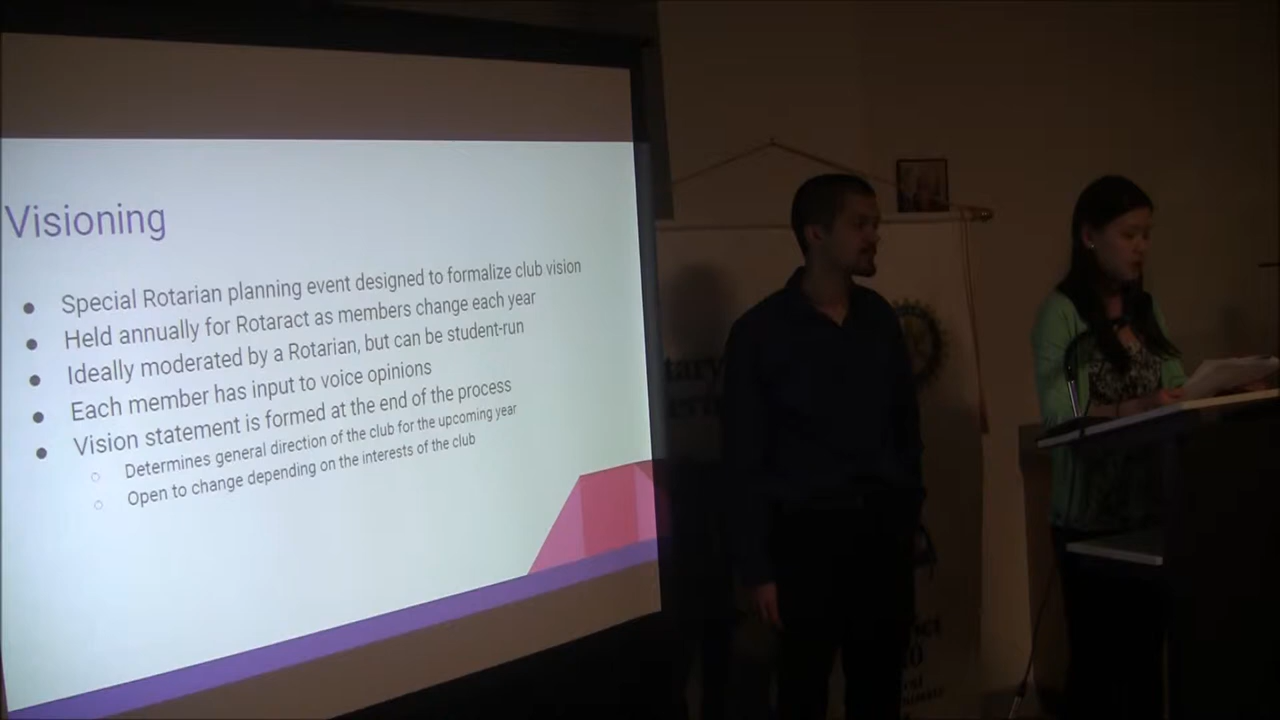 Visioning
● Special Rotarian planning event designed to formalize club vision
● Held annually for Rotaract as members change each year
● Ideally moderated by a Rotarian, but can be student-run
● Each member has input to voice opinions
● Vision statement is formed at the end of the process
○ Determines general direction of the club for the upcoming year
○ Open to change depending on the interests of the club